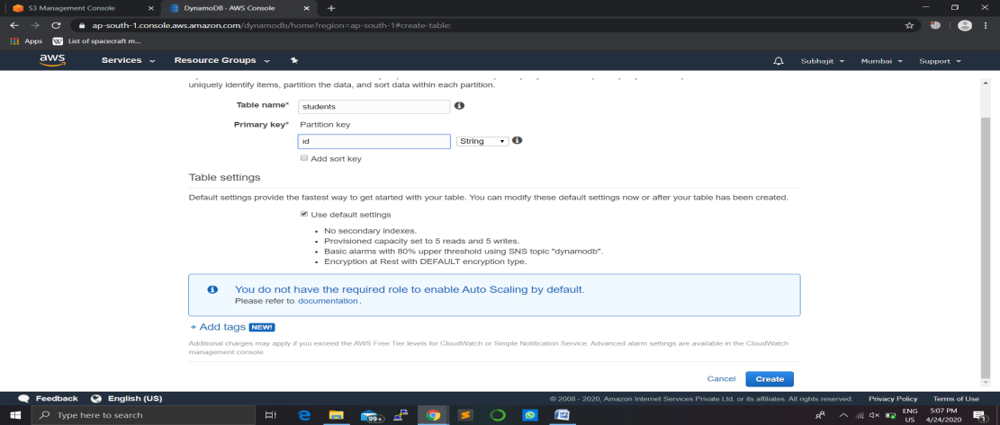 S3 Management Console
DynamoDB - AWS Console
ap-south-1.console.aws.amazon.com/dynamodb/home?region=ap-south-1#create-table:
Apps
W List of spacecraft m...
aws Services Resource Groups Subhajit Mumbai Support
uniquely identify items, partition the data, and sort data within each partition.
Table name* students
Primary key* Partition key
id String
Add sort key
Table settings
Default settings provide the fastest way to get started with your table. You can modify these default settings now or after your table has been created.
Use default settings
• No secondary indexes.
• Provisioned capacity set to 5 reads and 5 writes.
• Basic alarms with 80% upper threshold using SNS topic "dynamodb".
• Encryption at Rest with DEFAULT encryption type.
You do not have the required role to enable Auto Scaling by default.
Please refer to documentation.
+ Add tags NEW!
Additional charges may apply if you exceed the AWS Free Tier levels for CloudWatch or Simple Notification Service. Advanced alarm settings are available in the CloudWatch
management console.
Cancel Create
Feedback English (US) © 2008 - 2020, Amazon Internet Services Private Ltd. or its affiliates. All rights reserved. Privacy Policy Terms of Use
Type here to search 99+ ENG 5:07 PM
US 4/24/2020 1